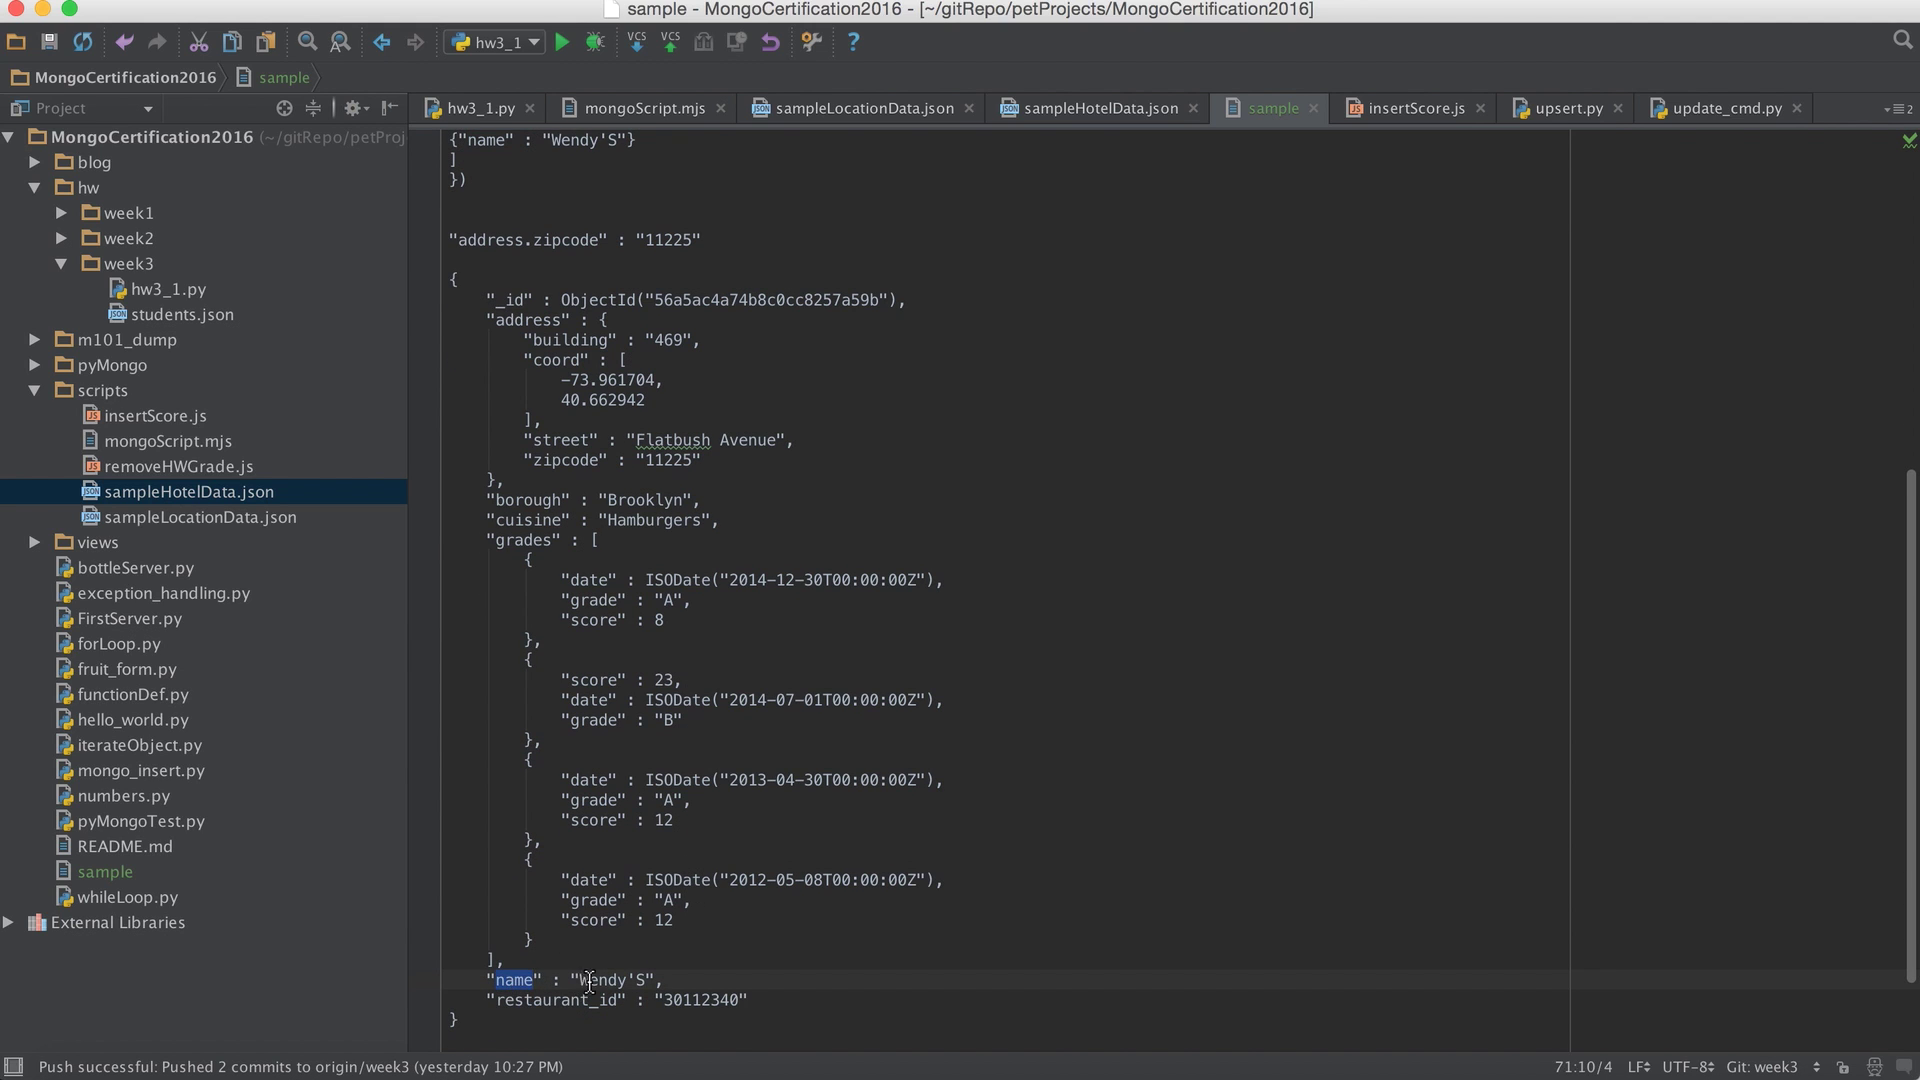 sample - MongoCertification2016 - [~/gitRepo/petProjects/MongoCertification2016]
hw3_1
VCS VCS
MongoCertification2016 sample
Project
hw3_1.py mongoScript.mjs sampleLocationData.json sampleHotelData.json sample insertScore.js upsert.py update_cmd.py 2
MongoCertification2016 (~/gitRepo/petProj
blog
hw
week1
week2
week3
hw3_1.py
students.json
m101_dump
pyMongo
scripts
insertScore.js
mongoScript.mjs
removeHWGrade.js
sampleHotelData.json
sampleLocationData.json
views
bottleServer.py
exception_handling.py
FirstServer.py
forLoop.py
fruit_form.py
functionDef.py
hello_world.py
iterateObject.py
mongo_insert.py
numbers.py
pyMongoTest.py
README.md
sample
whileLoop.py
External Libraries
{"name" : "Wendy'S"}
]
})
"address.zipcode" : "11225"
{
"_id" : ObjectId("56a5ac4a74b8c0cc8257a59b"),
"address" : {
"building" : "469",
"coord" : [
-73.961704,
40.662942
],
"street" : "Flatbush Avenue",
"zipcode" : "11225"
},
"borough" : "Brooklyn",
"cuisine" : "Hamburgers",
"grades" : [
{
"date" : ISODate("2014-12-30T00:00:00Z"),
"grade" : "A",
"score" : 8
},
{
"score" : 23,
"date" : ISODate("2014-07-01T00:00:00Z"),
"grade" : "B"
},
{
"date" : ISODate("2013-04-30T00:00:00Z"),
"grade" : "A",
"score" : 12
},
{
"date" : ISODate("2012-05-08T00:00:00Z"),
"grade" : "A",
"score" : 12
}
],
"name" : "Wendy'S",
"restaurant_id" : "30112340"
}
Push successful: Pushed 2 commits to origin/week3 (yesterday 10:27 PM)
71:10/4 LF UTF-8 Git: week3